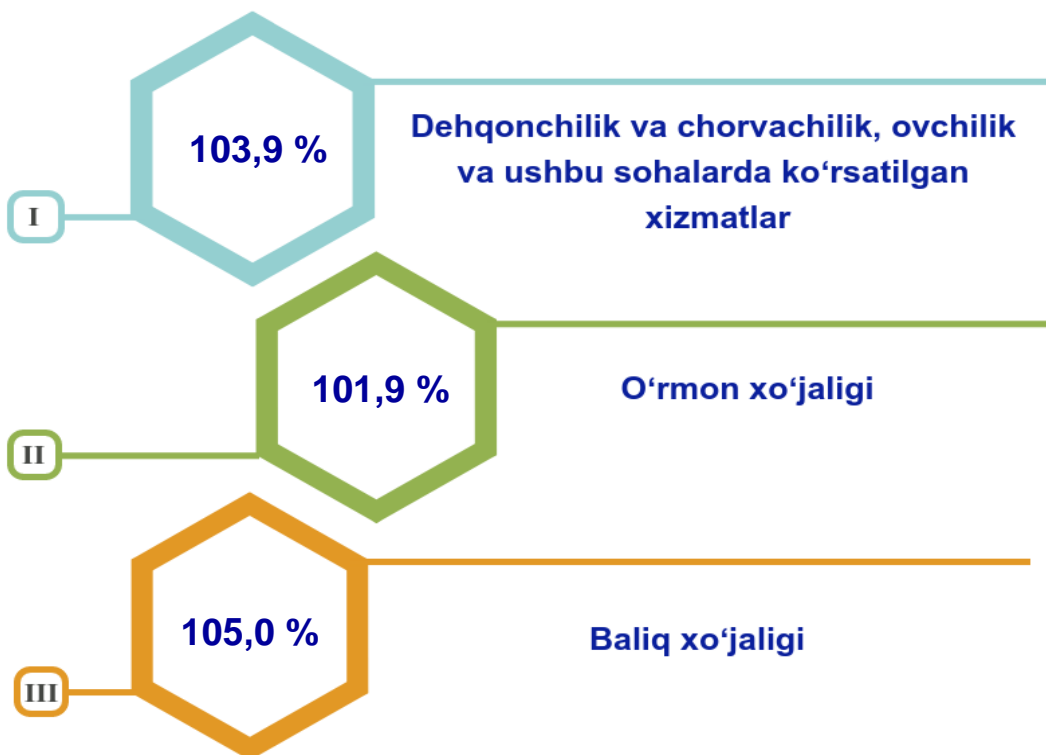 103,9 %
Dehqonchilik va chorvachilik, ovchilik
va ushbu sohalarda ko‘rsatilgan
xizmatlar
I
101,9 %
O‘rmon xo‘jaligi
II
105,0 %
Baliq xo‘jaligi
III